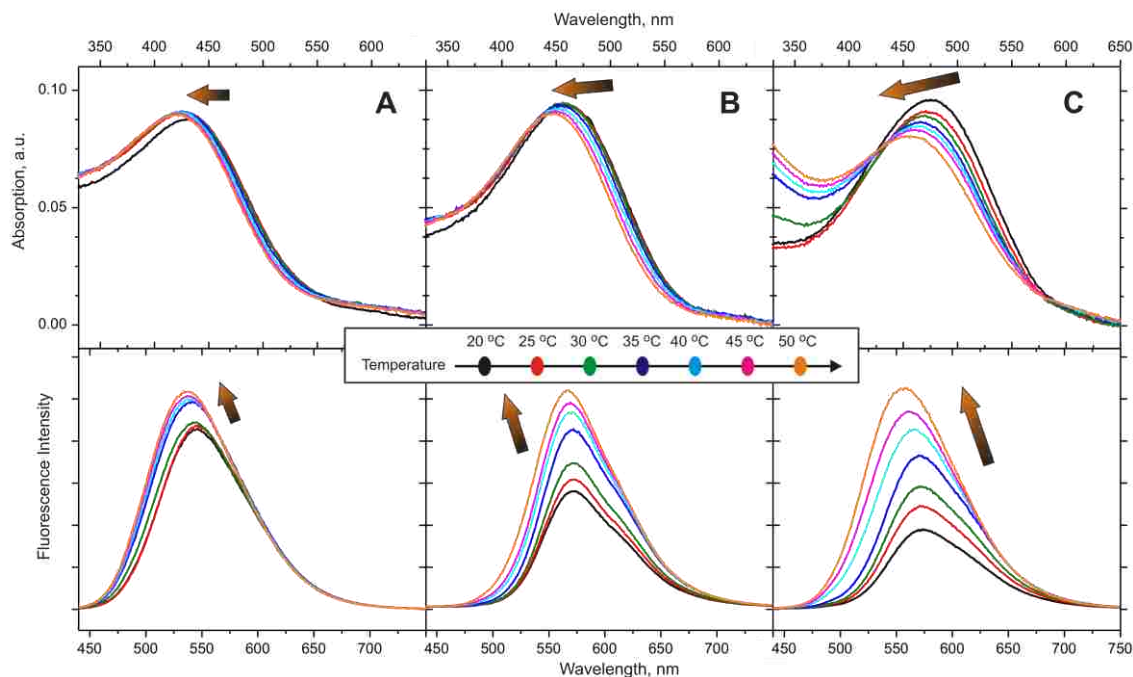 Wavelength, nm
350 400 450 500 550 600 350 400 450 500 550 600 350 400 450 500 550 600 650
A B C
0.10
0.05
0.00
Absorption, a.u.
20 ºC 25 ºC 30 ºC 35 ºC 40 ºC 45 ºC 50 ºC
Temperature
Fluorescence Intensity
450 500 550 600 650 700 450 500 550 600 650 700 450 500 550 600 650 700 750
Wavelength, nm